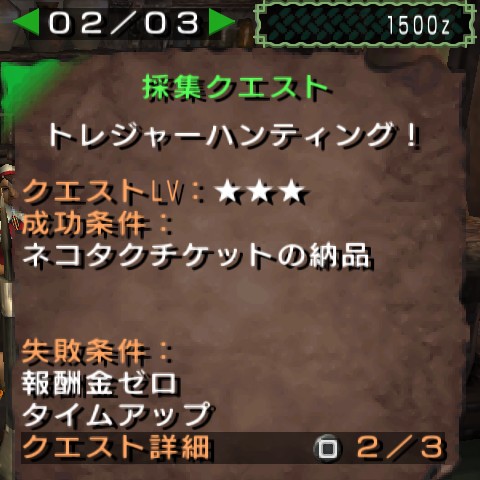 02/03
1500z
採集クエスト
トレジャーハンティング!
クエストLV:★★★
成功条件:
ネコタクチケットの納品
失敗条件:
報酬金ゼロ
タイムアップ
クエスト詳細 2/3